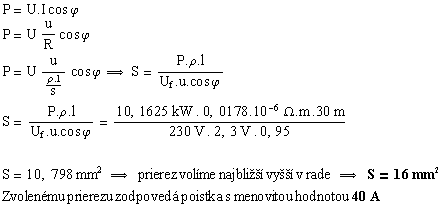 P = U.I cos φ
P = U u/R cos φ
P = U u/(ρ.l/S) cos φ ⟹ S = P.ρ.l/(U_f.u.cos φ)
S = P.ρ.l/(U_f.u.cos φ) = 10, 1625 kW . 0, 0178.10⁻⁶ Ω.m.30 m/(230 V . 2, 3 V . 0, 95)
S = 10, 798 mm² ⟹ prierez volíme najbližší vyšší v rade ⟹ S = 16 mm²
Zvolenému prierezu zodpovedá poistka s menovitou hodnotou 40 A